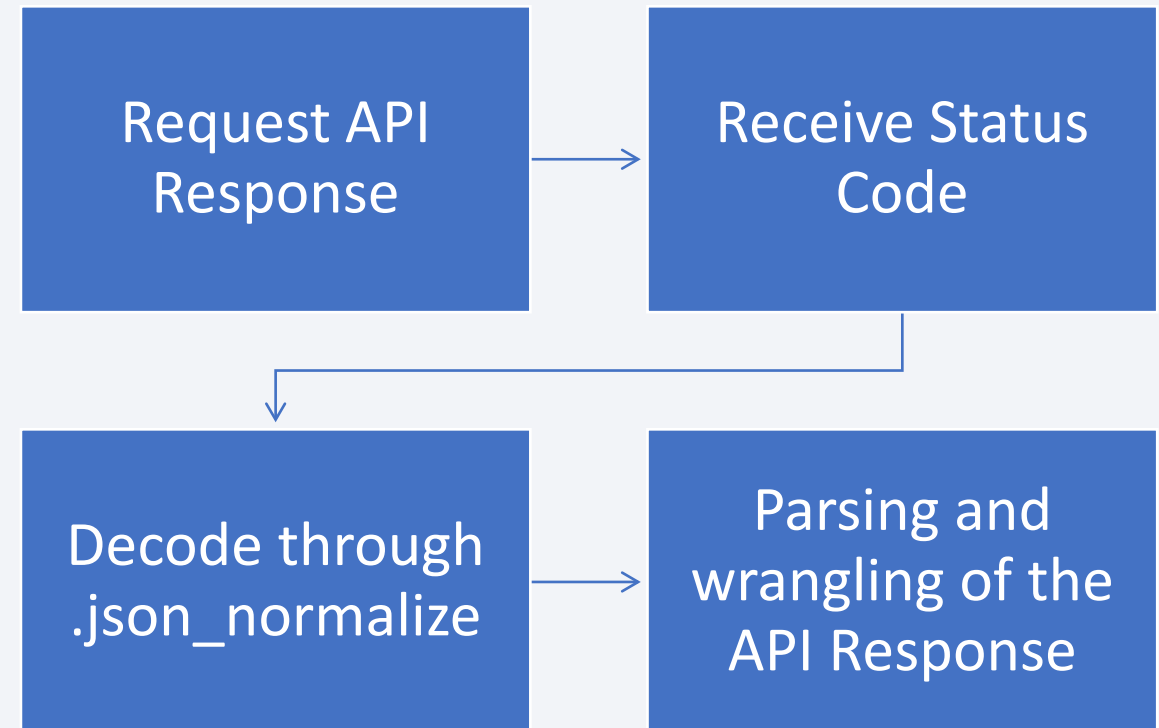 Request API
Response
Receive Status
Code
Decode through
.json_normalize
Parsing and
wrangling of the
API Response